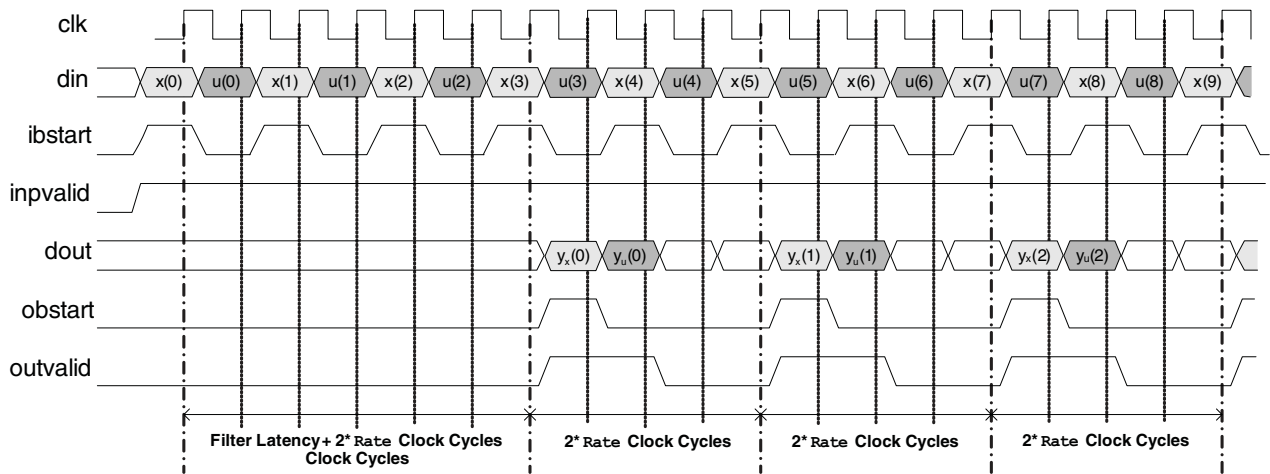 clk
din x(0) u(0) x(1) u(1) x(2) u(2) x(3) u(3) x(4) u(4) x(5) u(5) x(6) u(6) x(7) u(7) x(8) u(8) x(9)
ibstart
inpvalid
dout yx(0) yu(0) yx(1) yu(1) yx(2) yu(2)
obstart
outvalid
Filter Latency + 2* Rate Clock Cycles 2* Rate Clock Cycles 2* Rate Clock Cycles 2* Rate Clock Cycles
Clock Cycles